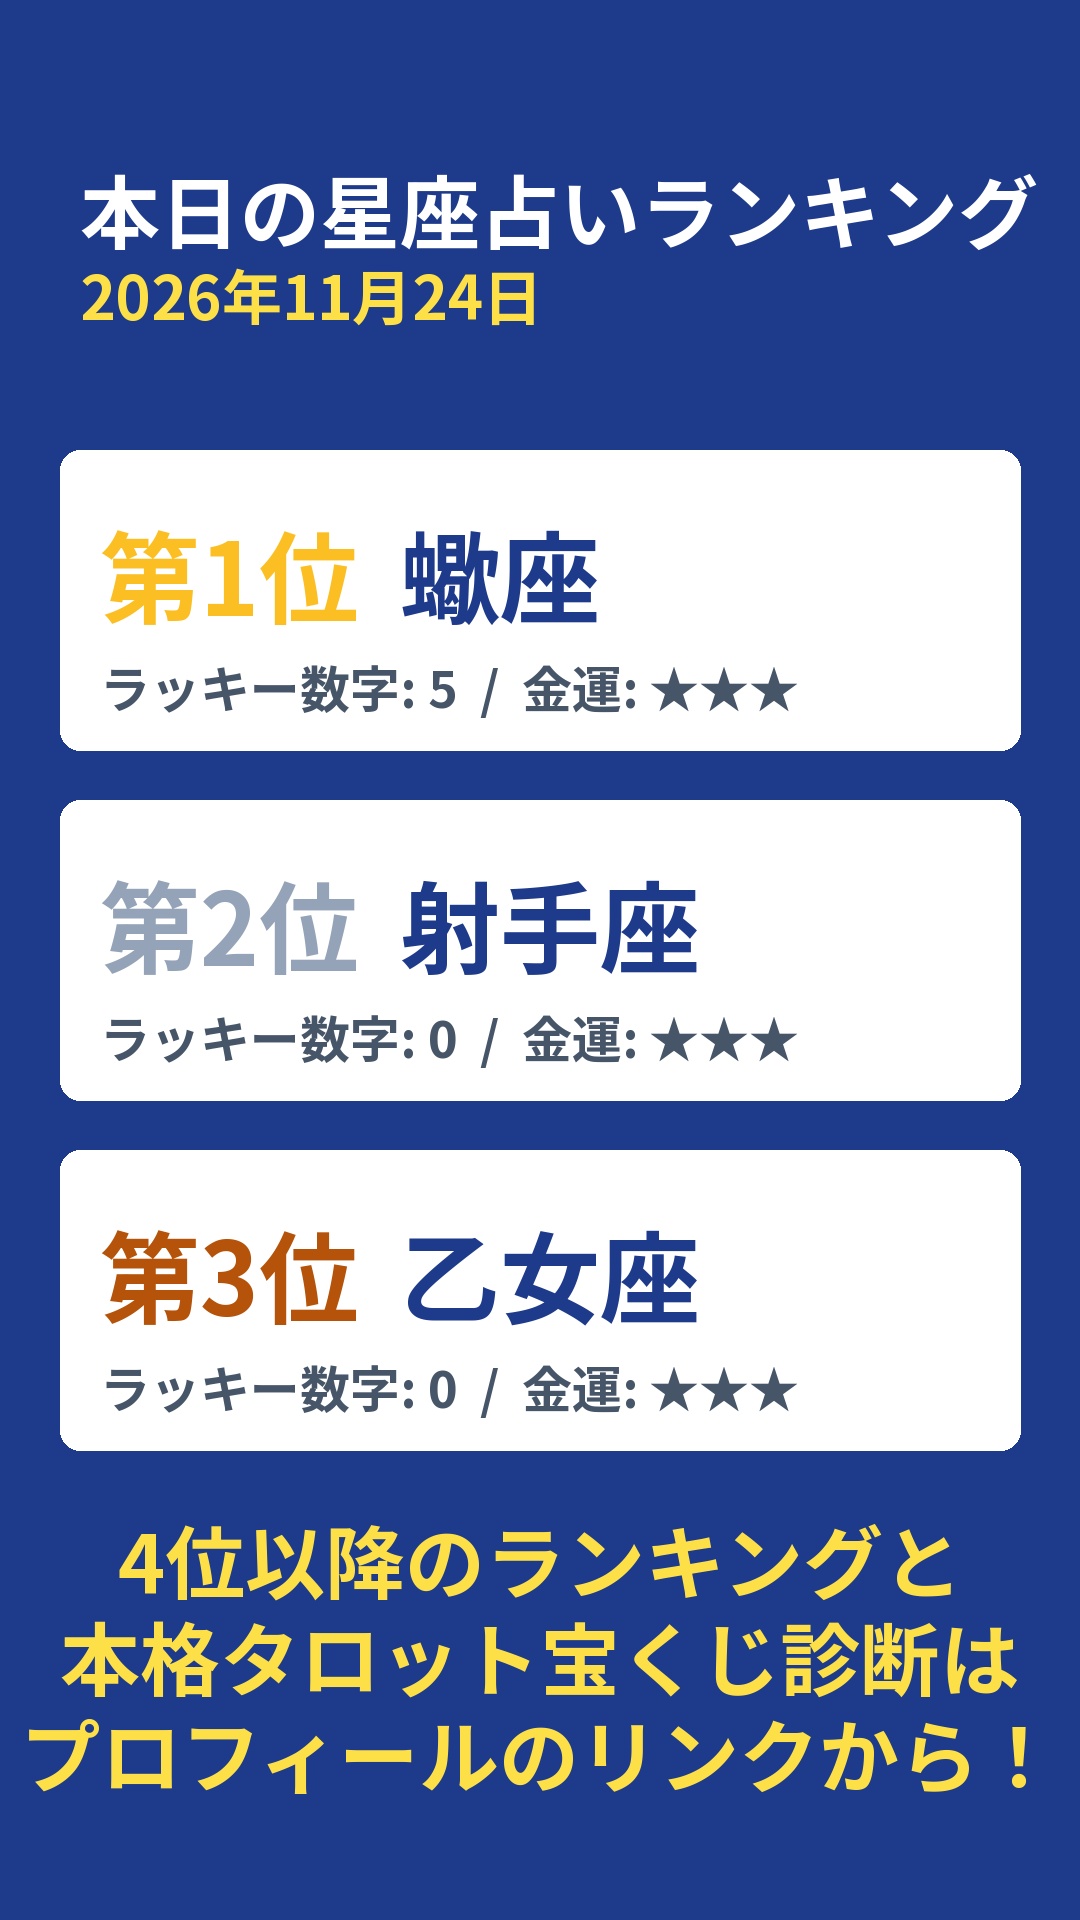 本日の星座占いランキング
2026年11月24日
第1位 蠍座
ラッキー数字: 5 / 金運: ★★★
第2位 射手座
ラッキー数字: 0 / 金運: ★★★
第3位 乙女座
ラッキー数字: 0 / 金運: ★★★
4位以降のランキングと
本格タロット宝くじ診断は
プロフィールのリンクから！